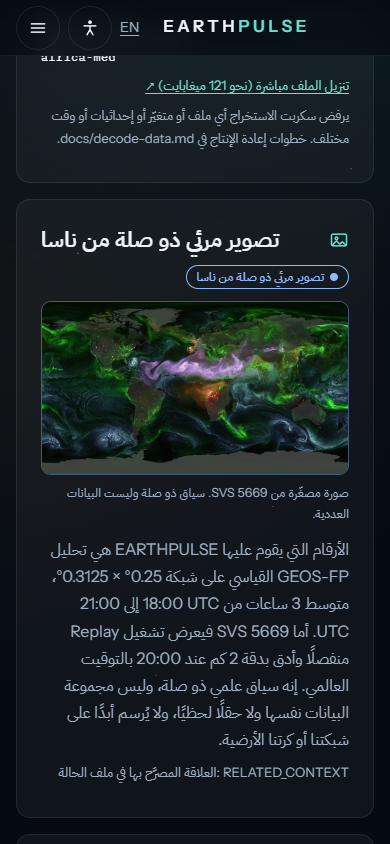 EN
EARTHPULSE
africa-med
تنزيل الملف مباشرة (نحو 121 ميغابايت) ↗
يرفض سكربت الاستخراج أي ملف أو متغيّر أو إحداثيات أو وقت
مختلف. خطوات إعادة الإنتاج في docs/decode-data.md.
تصوير مرئي ذو صلة من ناسا
تصوير مرئي ذو صلة من ناسا
صورة مصغّرة من SVS 5669. سياق ذو صلة وليست البيانات
العددية.
الأرقام التي يقوم عليها EARTHPULSE هي تحليل
GEOS-FP القياسي على شبكة 0.25° × 0.3125°،
متوسط 3 ساعات من 18:00 UTC إلى 21:00
UTC. أما SVS 5669 فيعرض تشغيل Replay
منفصلًا وأدق بدقة 2 كم عند 20:00 بالتوقيت
العالمي. إنه سياق علمي ذو صلة، وليس مجموعة
البيانات نفسها ولا حقلًا لحظيًا، ولا يُرسم أبدًا على
شبكتنا أو كرتنا الأرضية.
العلاقة المصرَّح بها في ملف الحالة: RELATED_CONTEXT